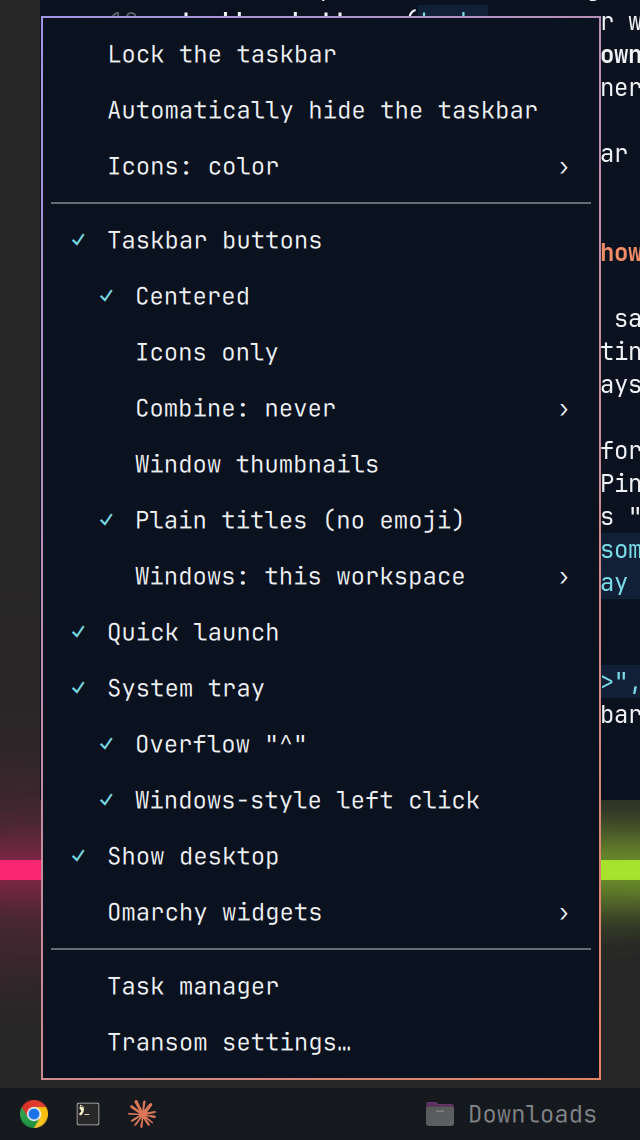 Lock the taskbar
Automatically hide the taskbar
Icons: color ›
✓ Taskbar buttons
✓ Centered
Icons only
Combine: never ›
Window thumbnails
✓ Plain titles (no emoji)
Windows: this workspace ›
✓ Quick launch
✓ System tray
✓ Overflow "^"
✓ Windows-style left click
✓ Show desktop
Omarchy widgets ›
Task manager
Transom settings…
Downloads